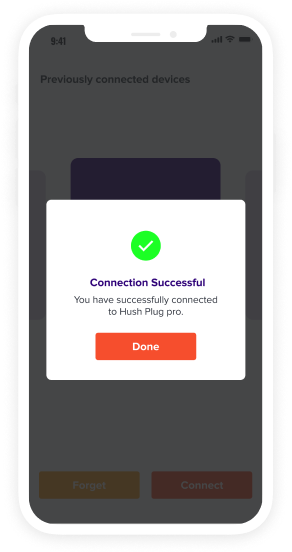 9:41
Previously connected devices
Connection Successful
You have successfully connected
to Hush Plug pro.
Done
Forget
Connect